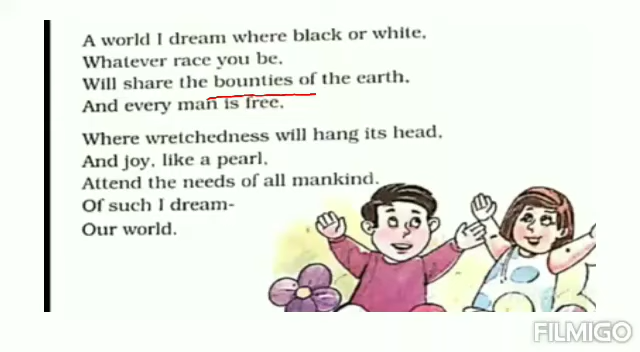 A world I dream where black or white,
Whatever race you be,
Will share the bounties of the earth,
And every man is free,
Where wretchedness will hang its head,
And joy, like a pearl,
Attend the needs of all mankind.
Of such I dream-
Our world.
FILMIGO